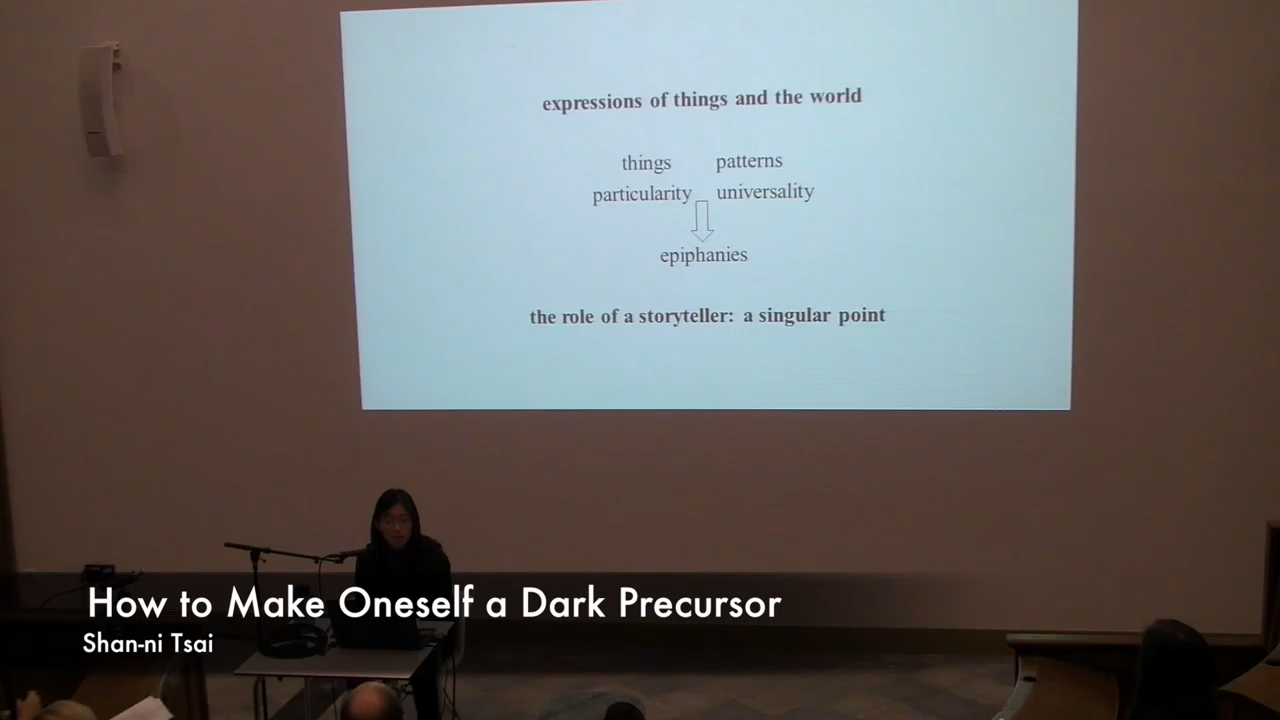 expressions of things and the world
things patterns
particularity universality
epiphanies
the role of a storyteller: a singular point
How to Make Oneself a Dark Precursor
Shan-ni Tsai